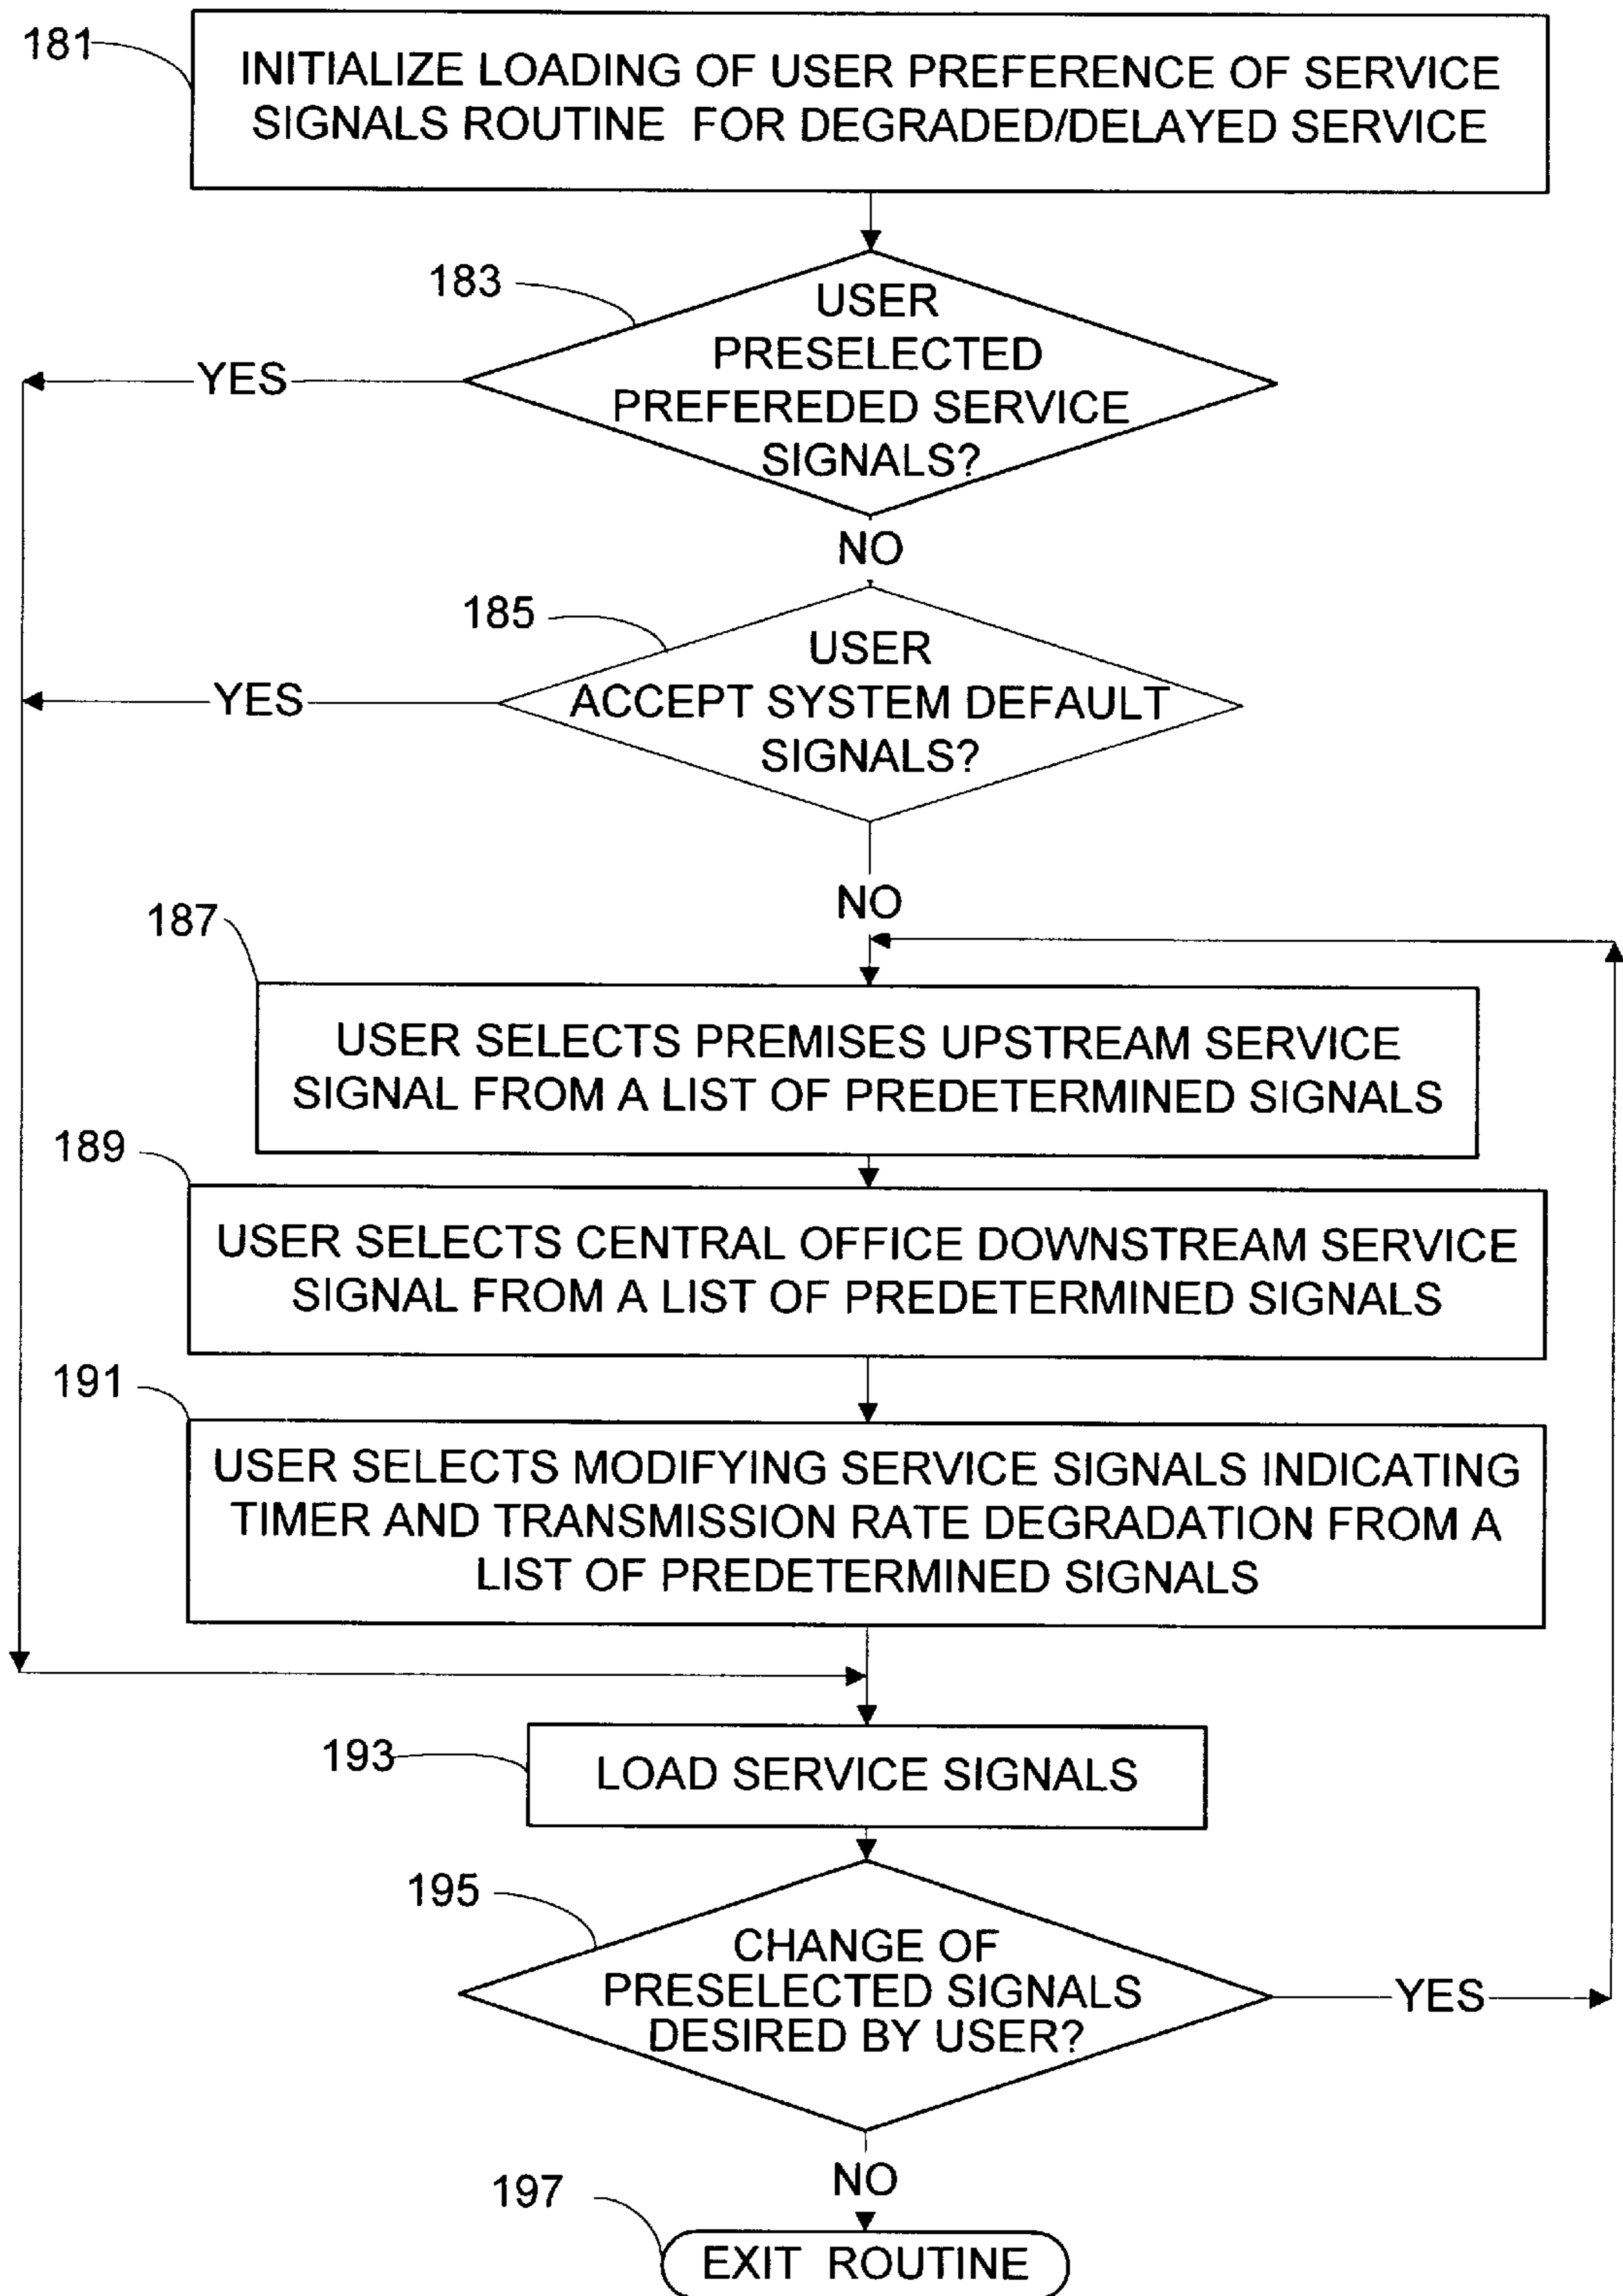 181
INITIALIZE LOADING OF USER PREFERENCE OF SERVICE
SIGNALS ROUTINE FOR DEGRADED/DELAYED SERVICE
183
USER
PRESELECTED
PREFEREDED SERVICE
SIGNALS?
YES
NO
185
USER
ACCEPT SYSTEM DEFAULT
SIGNALS?
YES
NO
187
USER SELECTS PREMISES UPSTREAM SERVICE
SIGNAL FROM A LIST OF PREDETERMINED SIGNALS
189
USER SELECTS CENTRAL OFFICE DOWNSTREAM SERVICE
SIGNAL FROM A LIST OF PREDETERMINED SIGNALS
191
USER SELECTS MODIFYING SERVICE SIGNALS INDICATING
TIMER AND TRANSMISSION RATE DEGRADATION FROM A
LIST OF PREDETERMINED SIGNALS
193
LOAD SERVICE SIGNALS
195
CHANGE OF
PRESELECTED SIGNALS
DESIRED BY USER?
YES
NO
197
EXIT ROUTINE